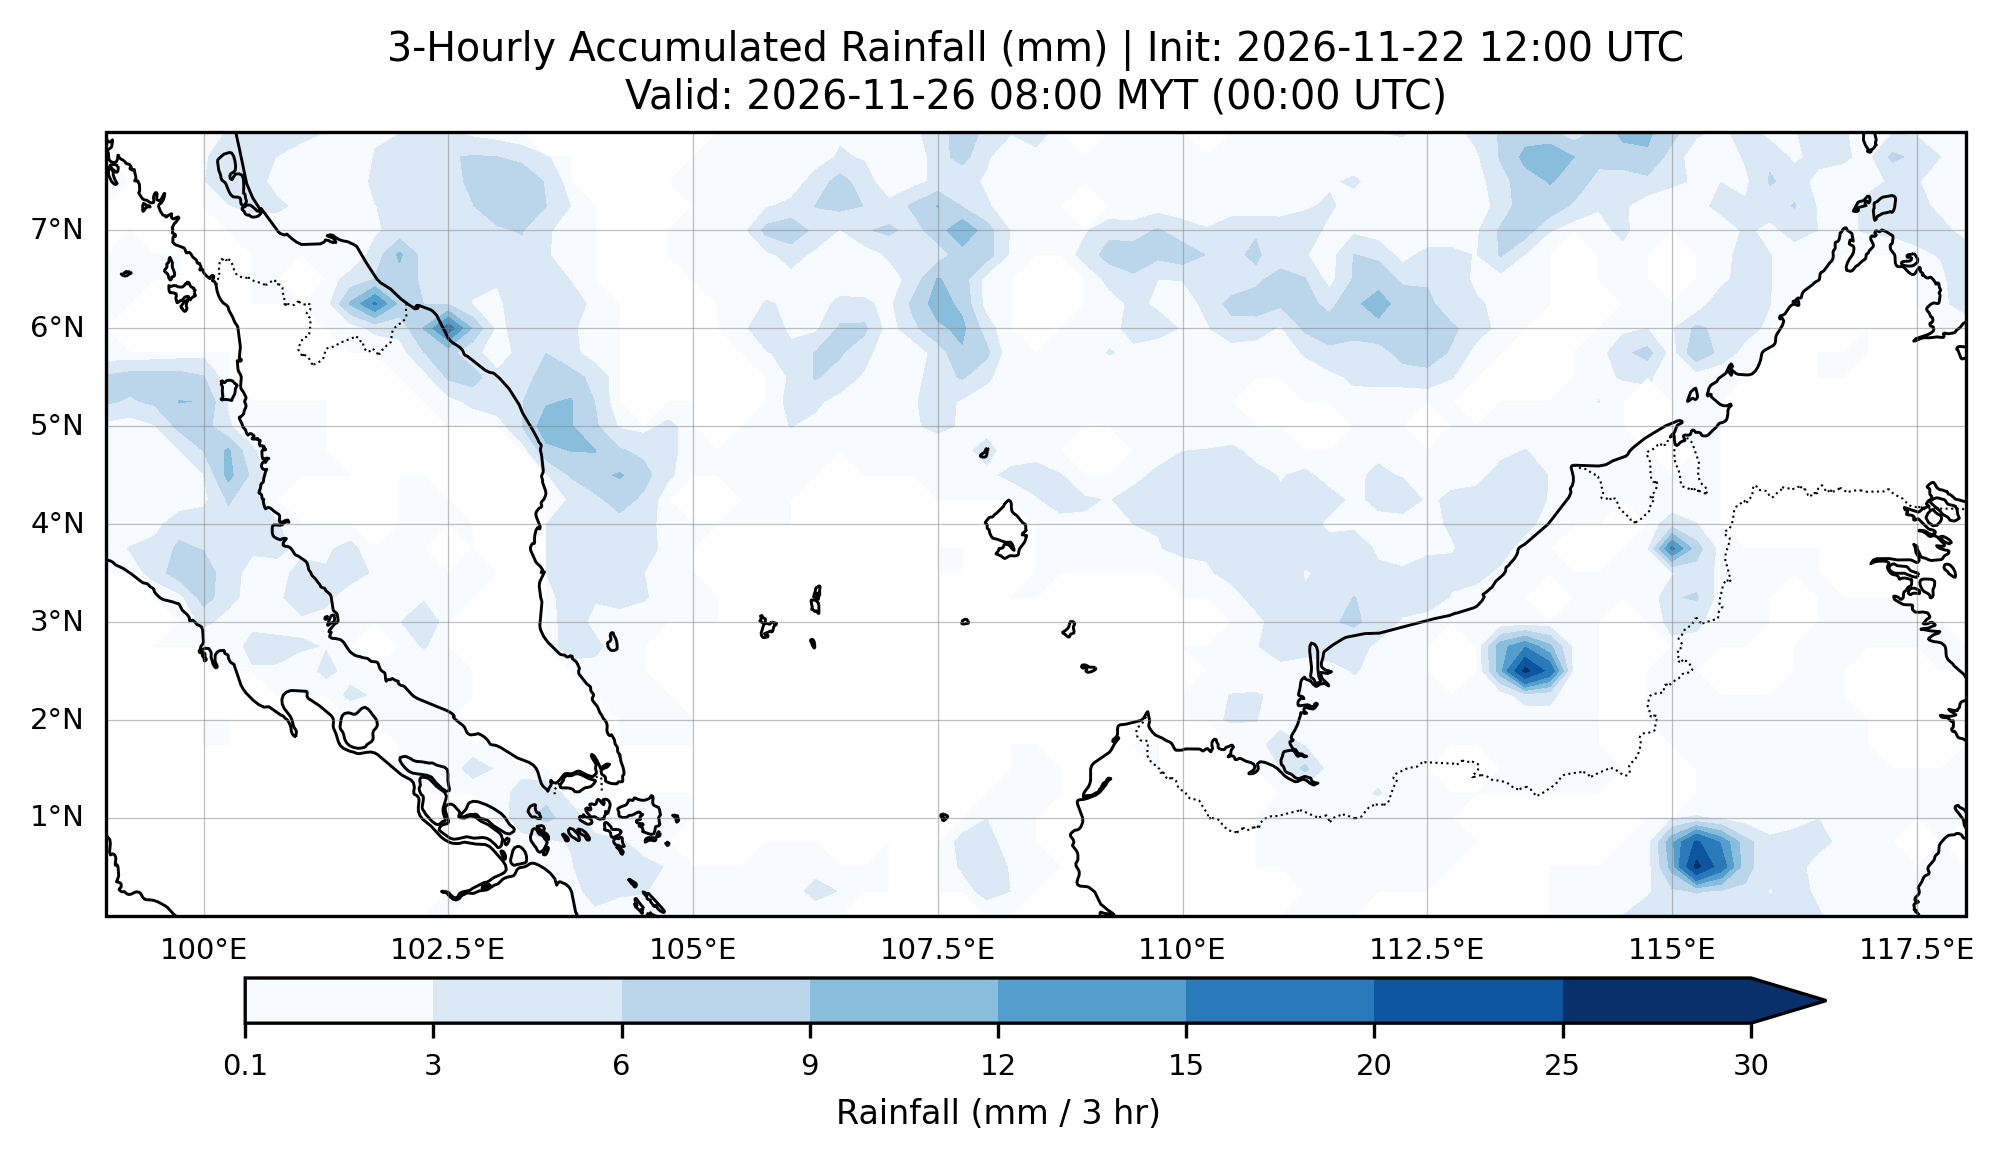 3-Hourly Accumulated Rainfall (mm) | Init: 2026-11-22 12:00 UTC
Valid: 2026-11-26 08:00 MYT (00:00 UTC)
7°N
6°N
5°N
4°N
3°N
2°N
1°N
100°E 102.5°E 105°E 107.5°E 110°E 112.5°E 115°E 117.5°E
0.1 3 6 9 12 15 20 25 30
Rainfall (mm / 3 hr)